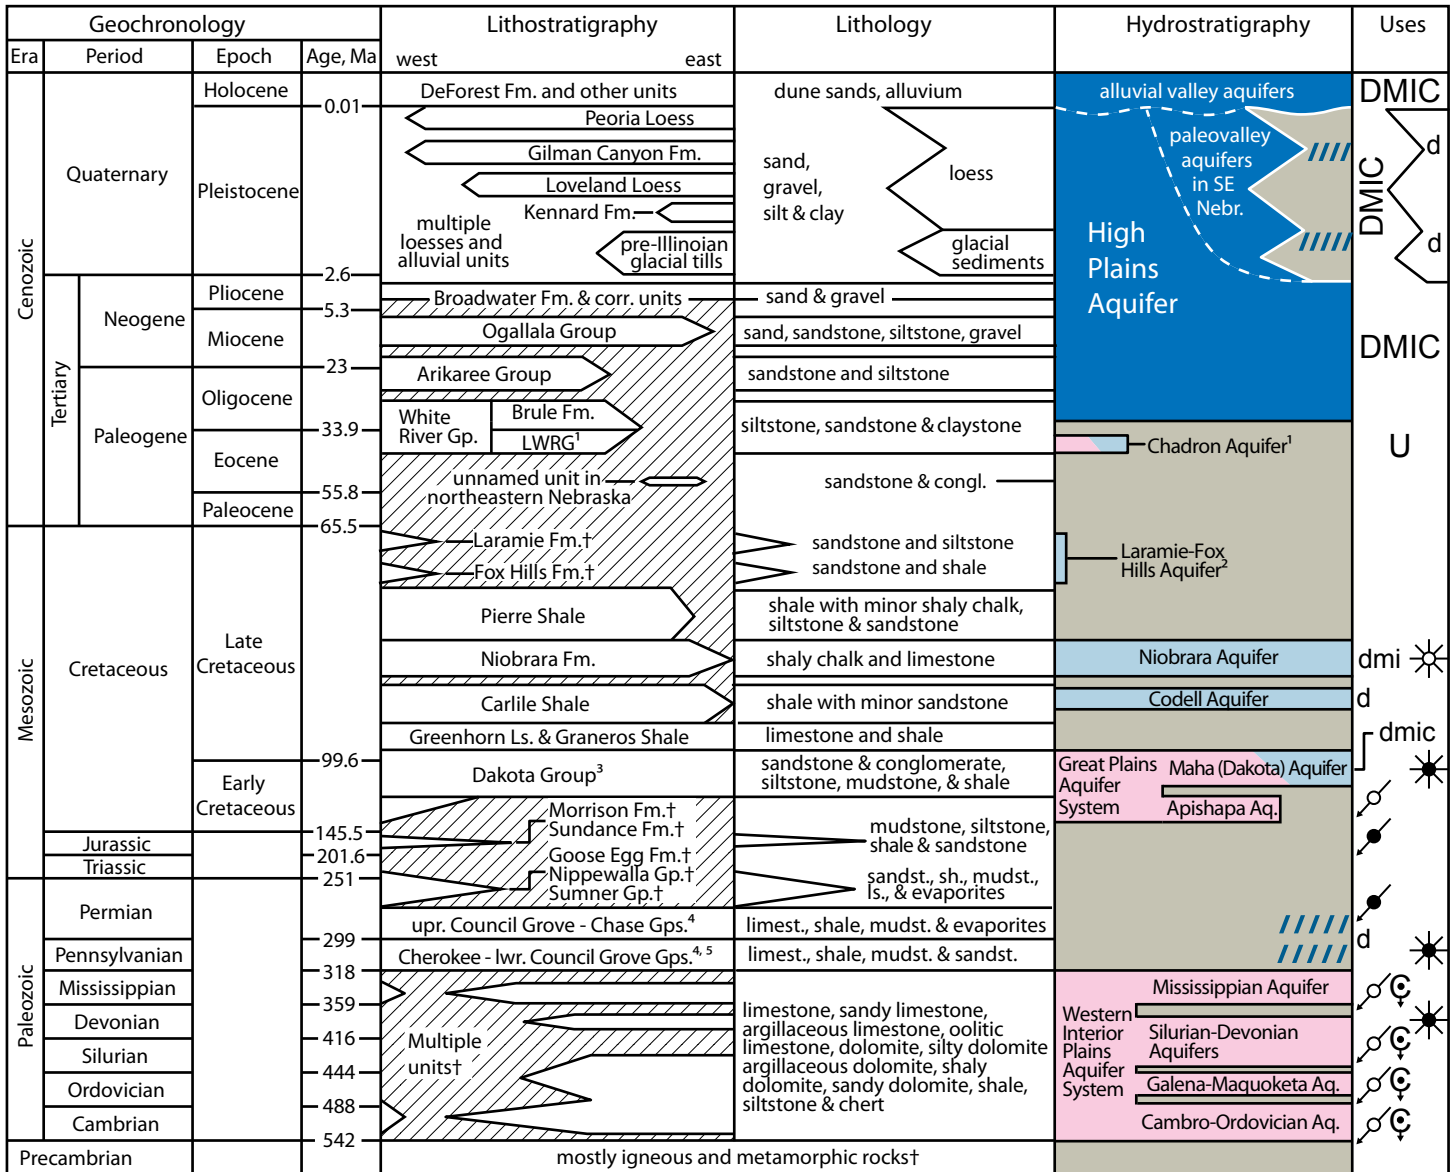 Geochronology
Lithostratigraphy
Lithology
Hydrostratigraphy
Uses
Era
Period
Epoch
Age, Ma
west
east
Cenozoic
Mesozoic
Paleozoic
Quaternary
Tertiary
Neogene
Paleogene
Cretaceous
Jurassic
Triassic
Permian
Pennsylvanian
Mississippian
Devonian
Silurian
Ordovician
Cambrian
Precambrian
Holocene
Pleistocene
Pliocene
Miocene
Oligocene
Eocene
Paleocene
Late
Cretaceous
Early
Cretaceous
0.01
2.6
5.3
23
33.9
55.8
65.5
99.6
145.5
201.6
251
299
318
359
416
444
488
542
DeForest Fm. and other units
Peoria Loess
Gilman Canyon Fm.
Loveland Loess
Kennard Fm.
multiple
loesses and
alluvial units
pre-Illinoian
glacial tills
Broadwater Fm. & corr. units
Ogallala Group
Arikaree Group
White
River Gp.
Brule Fm.
LWRG¹
unnamed unit in
northeastern Nebraska
Laramie Fm.†
Fox Hills Fm.†
Pierre Shale
Niobrara Fm.
Carlile Shale
Greenhorn Ls. & Graneros Shale
Dakota Group³
Morrison Fm.†
Sundance Fm.†
Goose Egg Fm.†
Nippewalla Gp.†
Sumner Gp.†
upr. Council Grove - Chase Gps.⁴
Cherokee - lwr. Council Grove Gps.⁴, ⁵
Multiple
units†
mostly igneous and metamorphic rocks†
dune sands, alluvium
sand,
gravel,
silt & clay
loess
glacial
sediments
sand & gravel
sand, sandstone, siltstone, gravel
sandstone and siltstone
siltstone, sandstone & claystone
sandstone & congl.
sandstone and siltstone
sandstone and shale
shale with minor shaly chalk,
siltstone & sandstone
shaly chalk and limestone
shale with minor sandstone
limestone and shale
sandstone & conglomerate,
siltstone, mudstone, & shale
mudstone, siltstone,
shale & sandstone
sandst., sh., mudst.,
ls., & evaporites
limest., shale, mudst. & evaporites
limest., shale, mudst. & sandst.
limestone, sandy limestone,
argillaceous limestone, oolitic
limestone, dolomite, silty dolomite
argillaceous dolomite, shaly
dolomite, sandy dolomite, shale,
siltstone & chert
alluvial valley aquifers
paleovalley
aquifers
in SE
Nebr.
High
Plains
Aquifer
Chadron Aquifer¹
Laramie-Fox
Hills Aquifer²
Niobrara Aquifer
Codell Aquifer
Great Plains
Aquifer
System
Maha (Dakota) Aquifer
Apishapa Aq.
Mississippian Aquifer
Western
Interior
Plains
Aquifer
System
Silurian-Devonian
Aquifers
Galena-Maquoketa Aq.
Cambro-Ordovician Aq.
DMIC
DMIC
d
d
DMIC
U
dmi
d
dmic
d